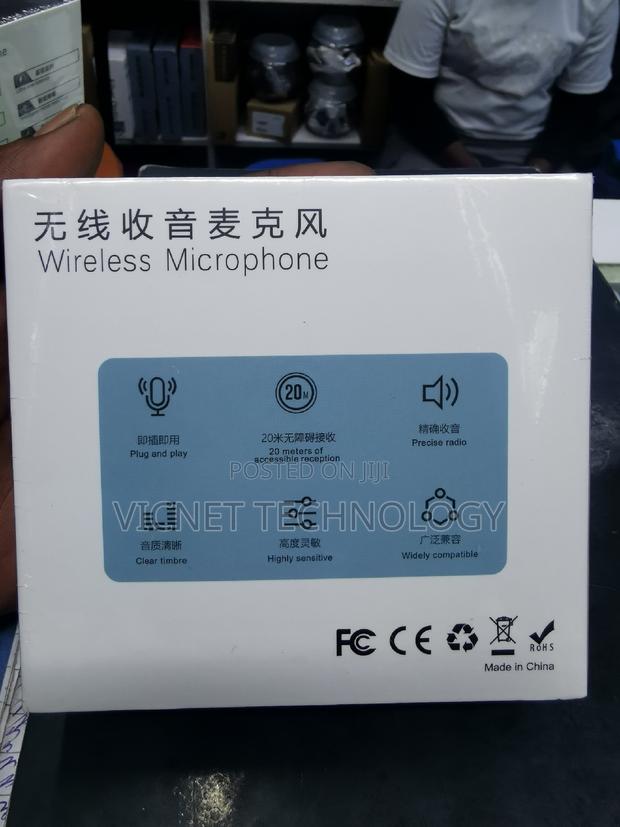 无线收音麦克风
Wireless Microphone
即插即用
Plug and play
20M
20米无障碍接收
20 meters of
accessible reception
精确收音
Precise radio
POSTED ON JIJI
VIGNET TECHNOLOGY
音质清晰
Clear timbre
高度灵敏
Highly sensitive
广泛兼容
Widely compatible
FC CE
RoHS
Made in China